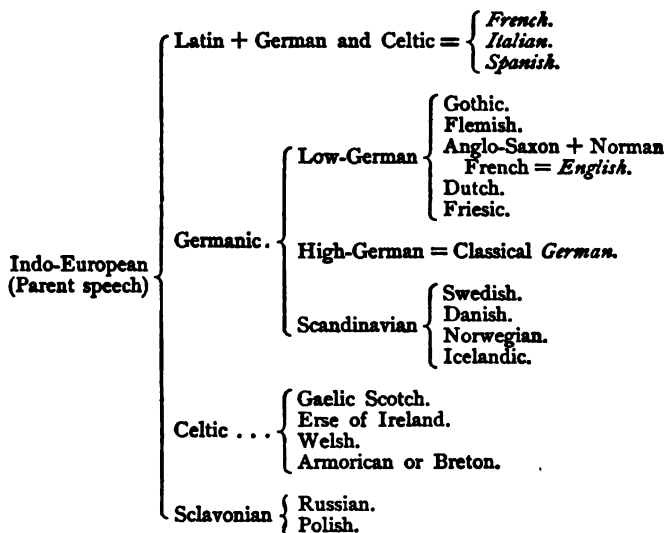 Latin + German and Celtic =
French.
Italian.
Spanish.
Gothic.
Flemish.
Low-German
Anglo-Saxon + Norman
French = English.
Dutch.
Friesic.
Germanic .
High-German = Classical German.
Indo-European
(Parent speech)
Swedish.
Danish.
Scandinavian
Norwegian.
Icelandic.
Gaelic Scotch.
Erse of Ireland.
Celtic . . .
Welsh.
Armorican or Breton.
Sclavonian
Russian.
Polish.